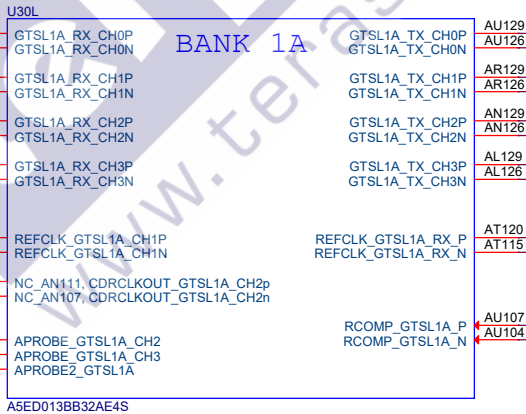 U30L
BANK 1A
GTSL1A_RX_CH0P GTSL1A_TX_CH0P AU129
GTSL1A_RX_CH0N GTSL1A_TX_CH0N AU126
GTSL1A_RX_CH1P GTSL1A_TX_CH1P AR129
GTSL1A_RX_CH1N GTSL1A_TX_CH1N AR126
GTSL1A_RX_CH2P GTSL1A_TX_CH2P AN129
GTSL1A_RX_CH2N GTSL1A_TX_CH2N AN126
GTSL1A_RX_CH3P GTSL1A_TX_CH3P AL129
GTSL1A_RX_CH3N GTSL1A_TX_CH3N AL126
REFCLK_GTSL1A_CH1P REFCLK_GTSL1A_RX_P AT120
REFCLK_GTSL1A_CH1N REFCLK_GTSL1A_RX_N AT115
NC_AN111, CDRCLKOUT_GTSL1A_CH2p
NC_AN107, CDRCLKOUT_GTSL1A_CH2n
RCOMP_GTSL1A_P AU107
APROBE_GTSL1A_CH2 RCOMP_GTSL1A_N AU104
APROBE_GTSL1A_CH3
APROBE2_GTSL1A
A5ED013BB32AE4S
www.teras